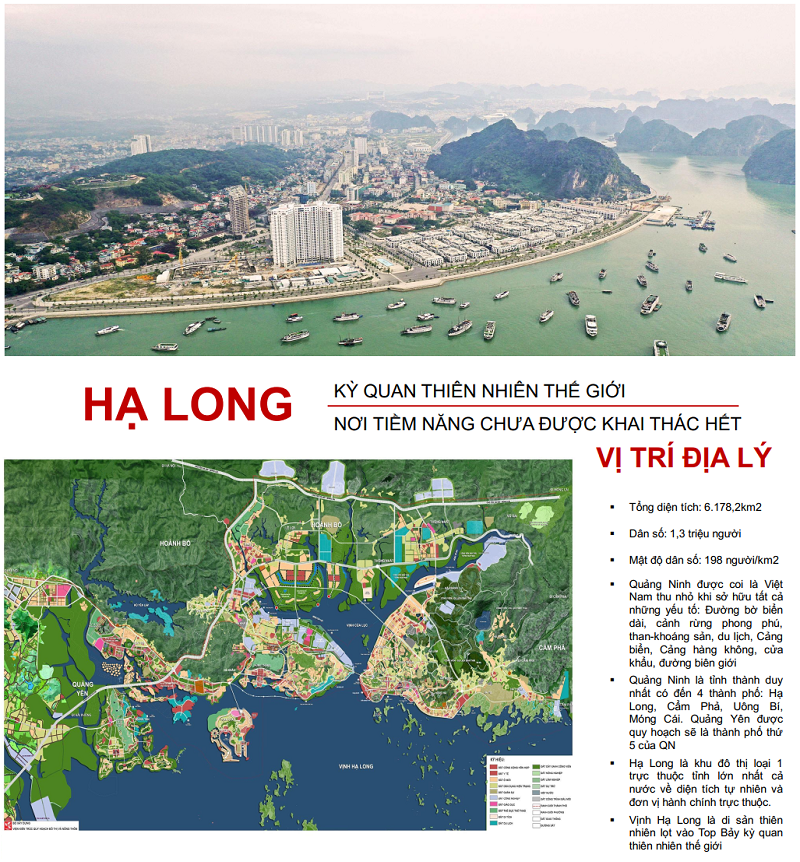 HẠ LONG
KỲ QUAN THIÊN NHIÊN THẾ GIỚI
NƠI TIỀM NĂNG CHƯA ĐƯỢC KHAI THÁC HẾT
VỊ TRÍ ĐỊA LÝ
▪ Tổng diện tích: 6.178,2km2
▪ Dân số: 1,3 triệu người
▪ Mật độ dân số: 198 người/km2
▪ Quảng Ninh được coi là Việt
Nam thu nhỏ khi sở hữu tất cả
những yếu tố: Đường bờ biển
dài, cảnh rừng phong phú,
than-khoáng sản, du lịch, Cảng
biển, Cảng hàng không, cửa
khẩu, đường biên giới
▪ Quảng Ninh là tỉnh thành duy
nhất có đến 4 thành phố: Hạ
Long, Cẩm Phả, Uông Bí,
Móng Cái. Quảng Yên được
quy hoạch sẽ là thành phố thứ
5 của QN
▪ Hạ Long là khu đô thị loại 1
trực thuộc tỉnh lớn nhất cả
nước về diện tích tự nhiên và
đơn vị hành chính trực thuộc.
▪ Vịnh Hạ Long là di sản thiên
nhiên lọt vào Top Bảy kỳ quan
thiên nhiên thế giới
HOÀNH BỒ
HOÀNH BỒ
CẨM PHẢ
QUẢNG
YÊN
VỊNH CỬA LỤC
VỊNH HẠ LONG
KÝ HIỆU: